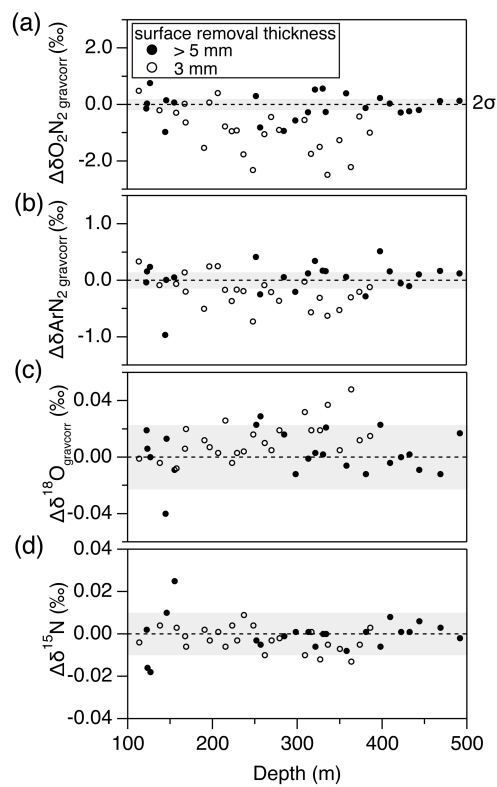 (a)
surface removal thickness
> 5 mm
3 mm
ΔδO₂N₂ gravcorr (‰)
2.0
0.0
-2.0
2σ
(b)
ΔδArN₂ gravcorr (‰)
1.0
0.0
-1.0
(c)
Δδ¹⁸O gravcorr (‰)
0.04
0.00
-0.04
(d)
Δδ¹⁵N (‰)
0.04
0.02
0.00
-0.02
-0.04
100
200
300
400
500
Depth (m)